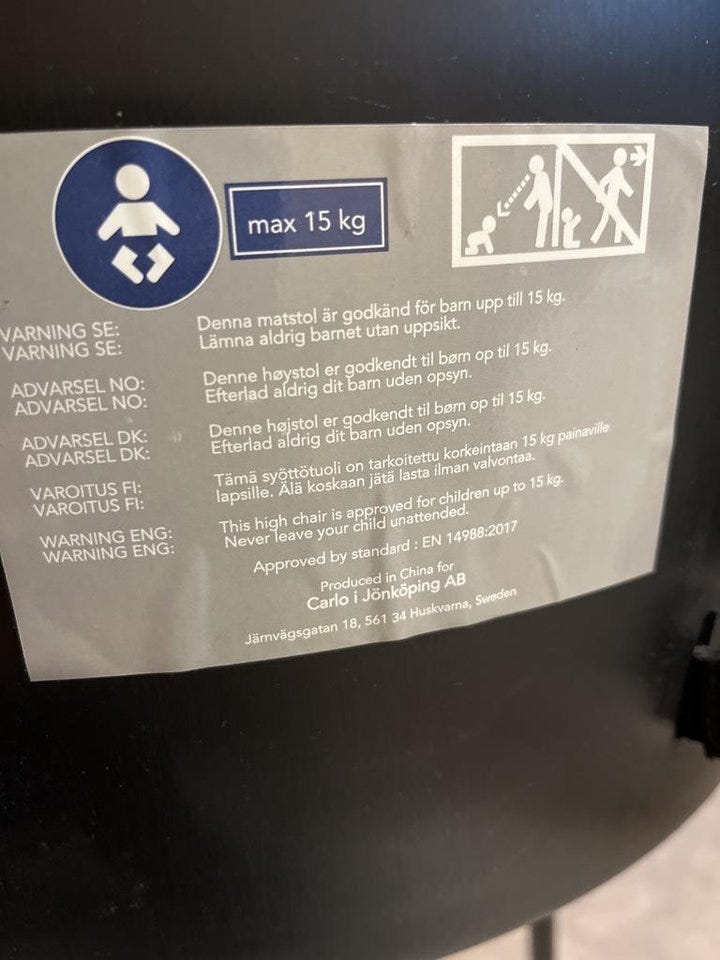 max 15 kg
VARNING SE: Denna matstol är godkänd för barn upp till 15 kg.
VARNING SE: Lämna aldrig barnet utan uppsikt.
ADVARSEL NO: Denne høystol er godkendt til børn op til 15 kg.
ADVARSEL NO: Efterlad aldrig dit barn uden opsyn.
ADVARSEL DK: Denne højstol er godkendt til børn op til 15 kg.
ADVARSEL DK: Efterlad aldrig dit barn uden opsyn.
VAROITUS FI: Tämä syöttötuoli on tarkoitettu korkeintaan 15 kg painaville
VAROITUS FI: lapsille. Älä koskaan jätä lasta ilman valvontaa.
WARNING ENG: This high chair is approved for children up to 15 kg.
WARNING ENG: Never leave your child unattended.
Approved by standard : EN 14988:2017
Produced in China for
Carlo i Jönköping AB
Järnvägsgatan 18, 561 34 Huskvarna, Sweden